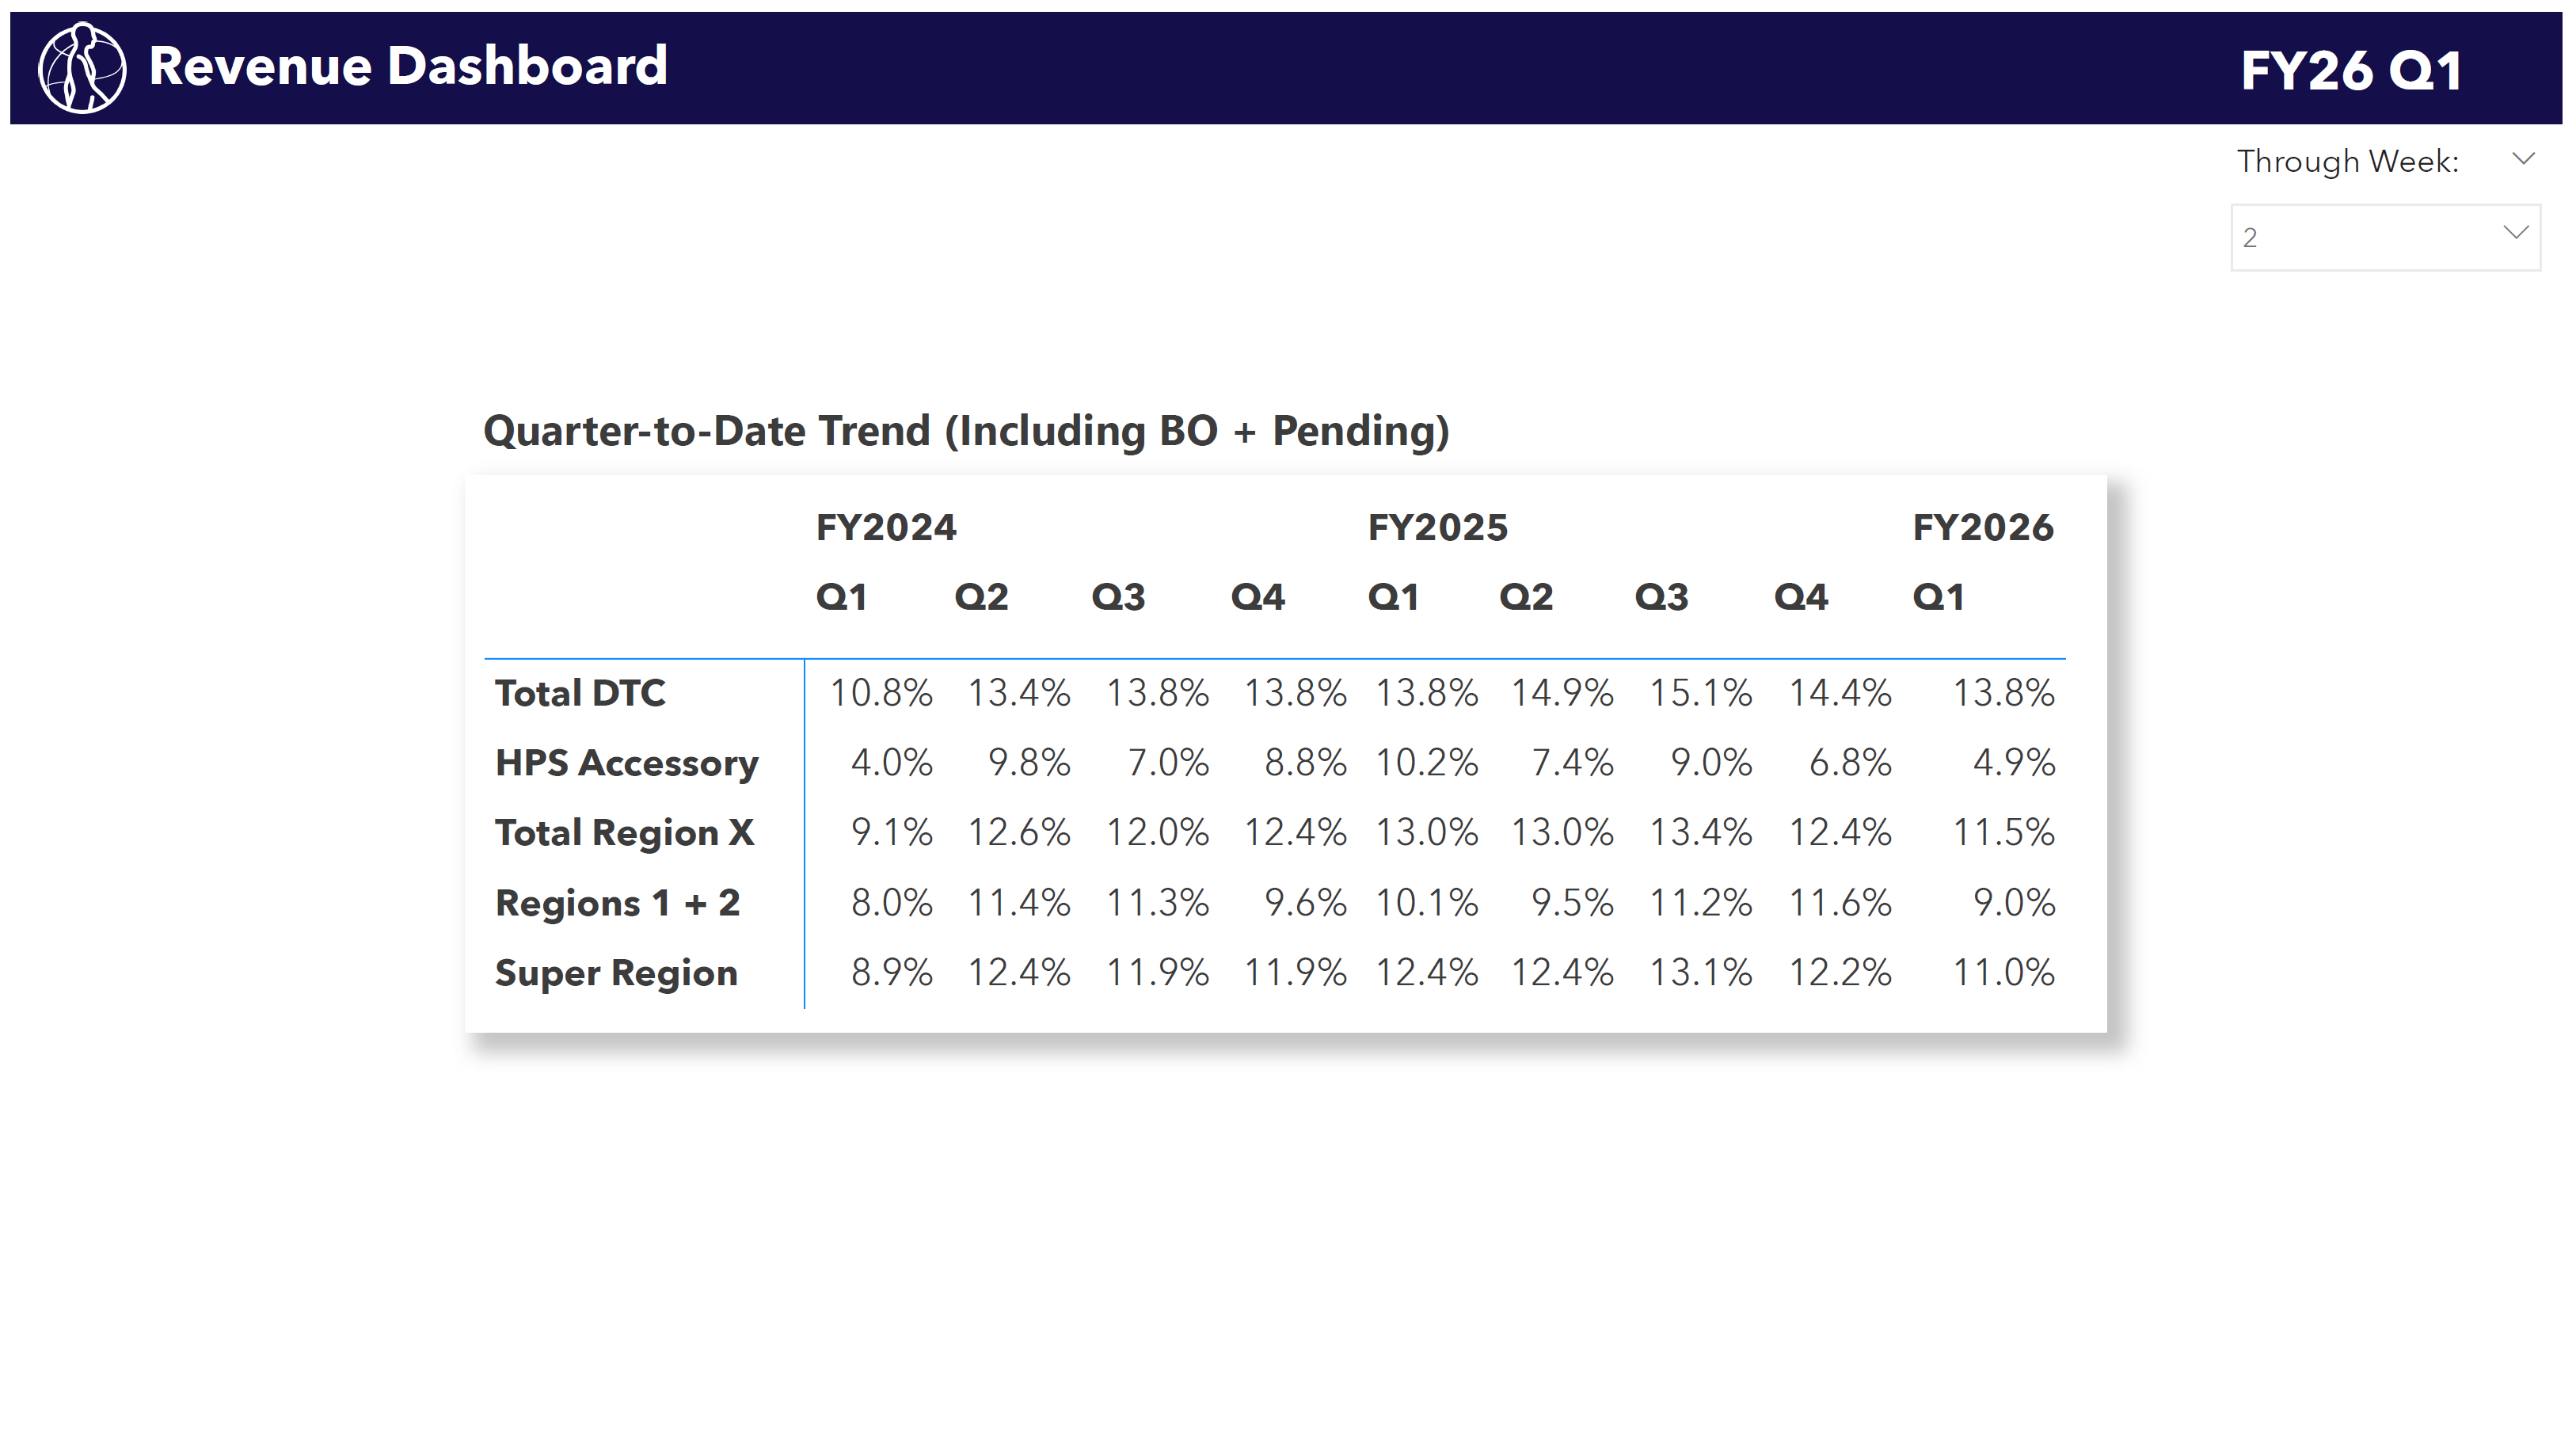 Revenue Dashboard
FY26 Q1
Through Week:
2
Quarter-to-Date Trend (Including BO + Pending)
FY2024 FY2025 FY2026
Q1 Q2 Q3 Q4 Q1 Q2 Q3 Q4 Q1
Total DTC 10.8% 13.4% 13.8% 13.8% 13.8% 14.9% 15.1% 14.4% 13.8%
HPS Accessory 4.0% 9.8% 7.0% 8.8% 10.2% 7.4% 9.0% 6.8% 4.9%
Total Region X 9.1% 12.6% 12.0% 12.4% 13.0% 13.0% 13.4% 12.4% 11.5%
Regions 1 + 2 8.0% 11.4% 11.3% 9.6% 10.1% 9.5% 11.2% 11.6% 9.0%
Super Region 8.9% 12.4% 11.9% 11.9% 12.4% 12.4% 13.1% 12.2% 11.0%